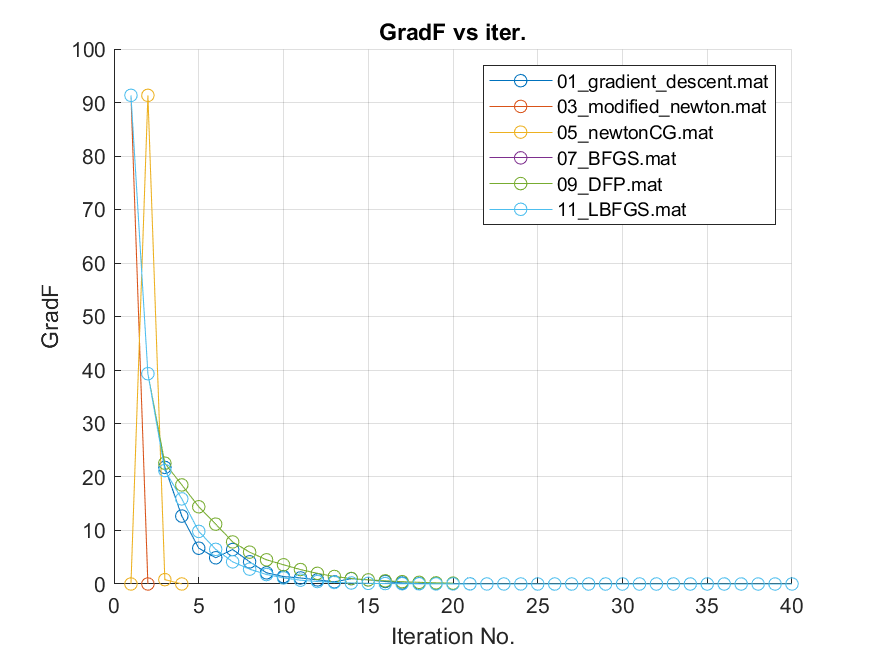 GradF vs iter.
100
90
80
70
60
50
40
30
20
10
0
GradF
01_gradient_descent.mat
03_modified_newton.mat
05_newtonCG.mat
07_BFGS.mat
09_DFP.mat
11_LBFGS.mat
0 5 10 15 20 25 30 35 40
Iteration No.